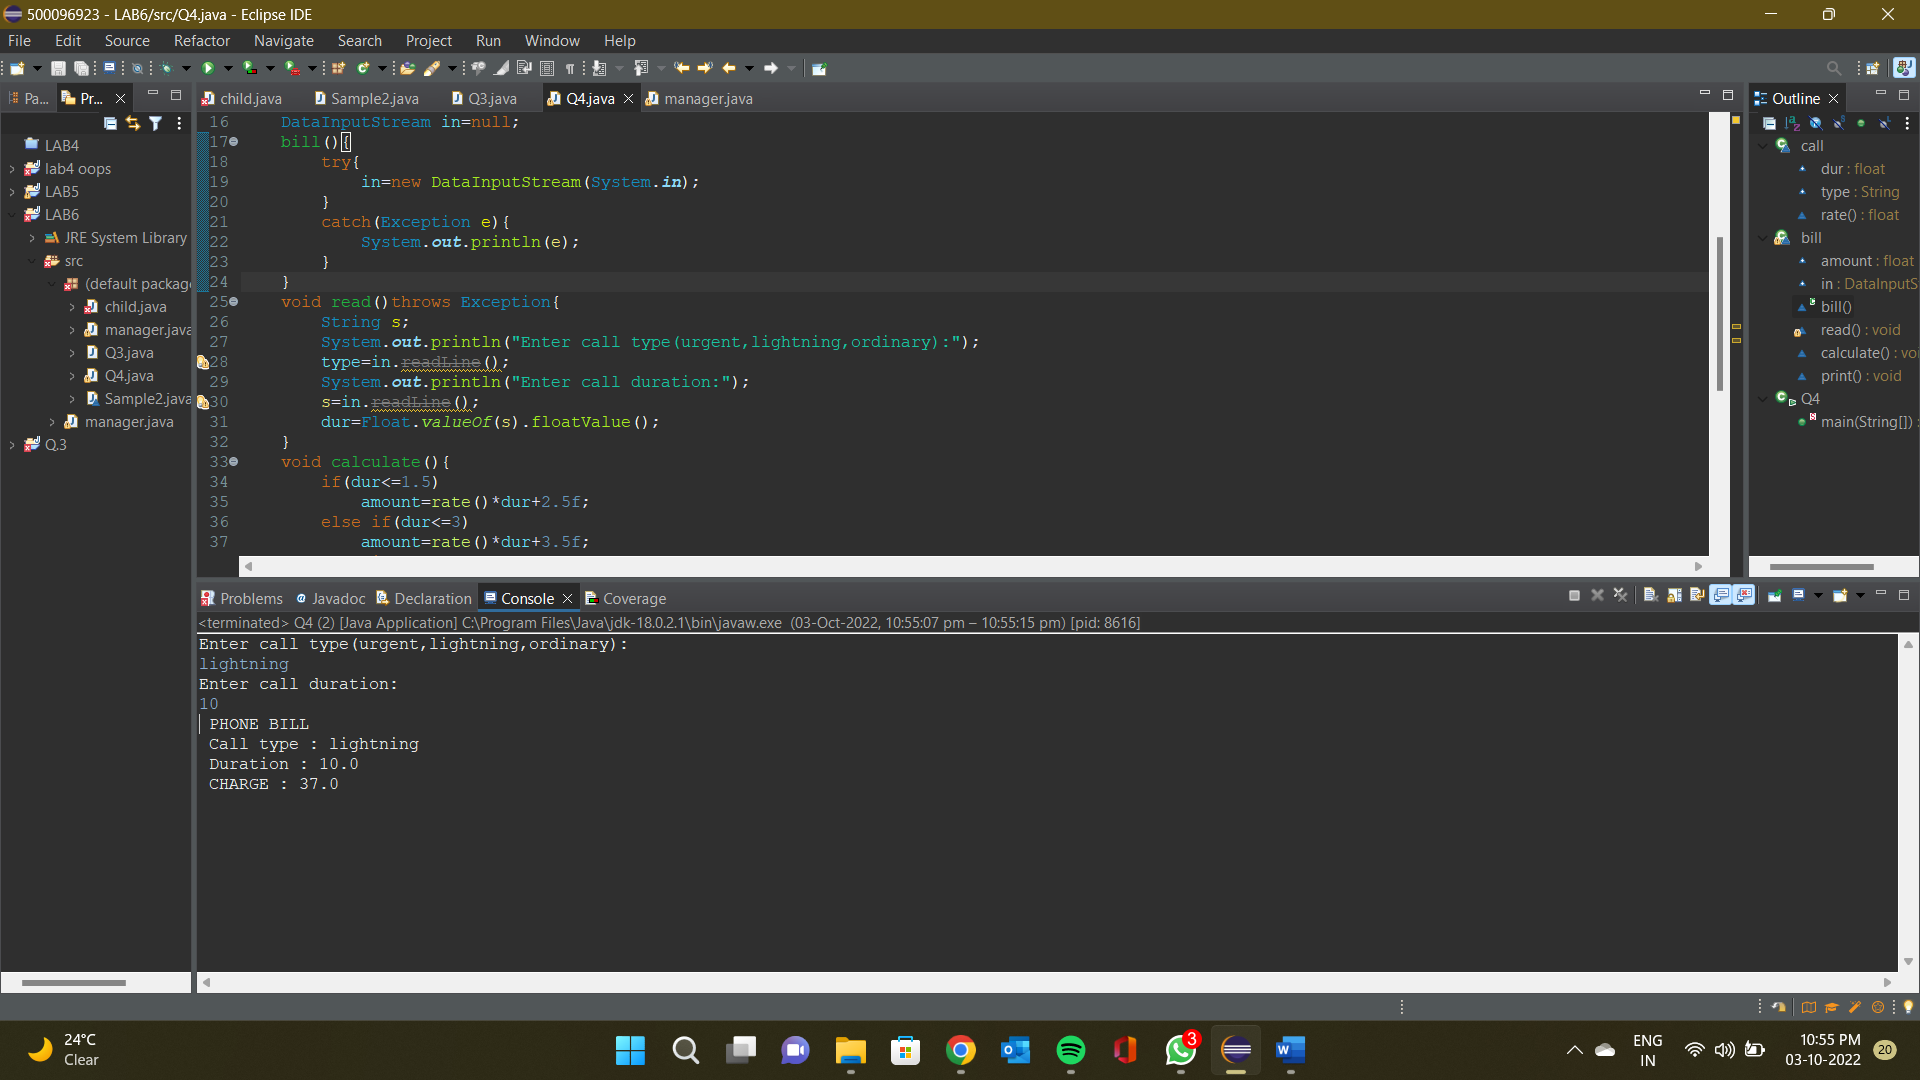 500096923 - LAB6/src/Q4.java - Eclipse IDE
File Edit Source Refactor Navigate Search Project Run Window Help
Pa... Pr...
child.java Sample2.java Q3.java Q4.java manager.java
Outline
LAB4
lab4 oops
LAB5
LAB6
JRE System Library
src
(default package
child.java
manager.java
Q3.java
Q4.java
Sample2.java
manager.java
Q.3
16 DataInputStream in=null;
17 bill(){
18 try{
19 in=new DataInputStream(System.in);
20 }
21 catch(Exception e){
22 System.out.println(e);
23 }
24 }
25 void read()throws Exception{
26 String s;
27 System.out.println("Enter call type(urgent,lightning,ordinary):");
28 type=in.readLine();
29 System.out.println("Enter call duration:");
30 s=in.readLine();
31 dur=Float.valueOf(s).floatValue();
32 }
33 void calculate(){
34 if(dur<=1.5)
35 amount=rate()*dur+2.5f;
36 else if(dur<=3)
37 amount=rate()*dur+3.5f;
call
dur : float
type : String
rate() : float
bill
amount : float
in : DataInputS
bill()
read() : void
calculate() : voi
print() : void
Q4
main(String[]) :
Problems Javadoc Declaration Console Coverage
<terminated> Q4 (2) [Java Application] C:\Program Files\Java\jdk-18.0.2.1\bin\javaw.exe (03-Oct-2022, 10:55:07 pm – 10:55:15 pm) [pid: 8616]
Enter call type(urgent,lightning,ordinary):
lightning
Enter call duration:
10
PHONE BILL
Call type : lightning
Duration : 10.0
CHARGE : 37.0
24°C
Clear
3
ENG
IN
10:55 PM
03-10-2022
20